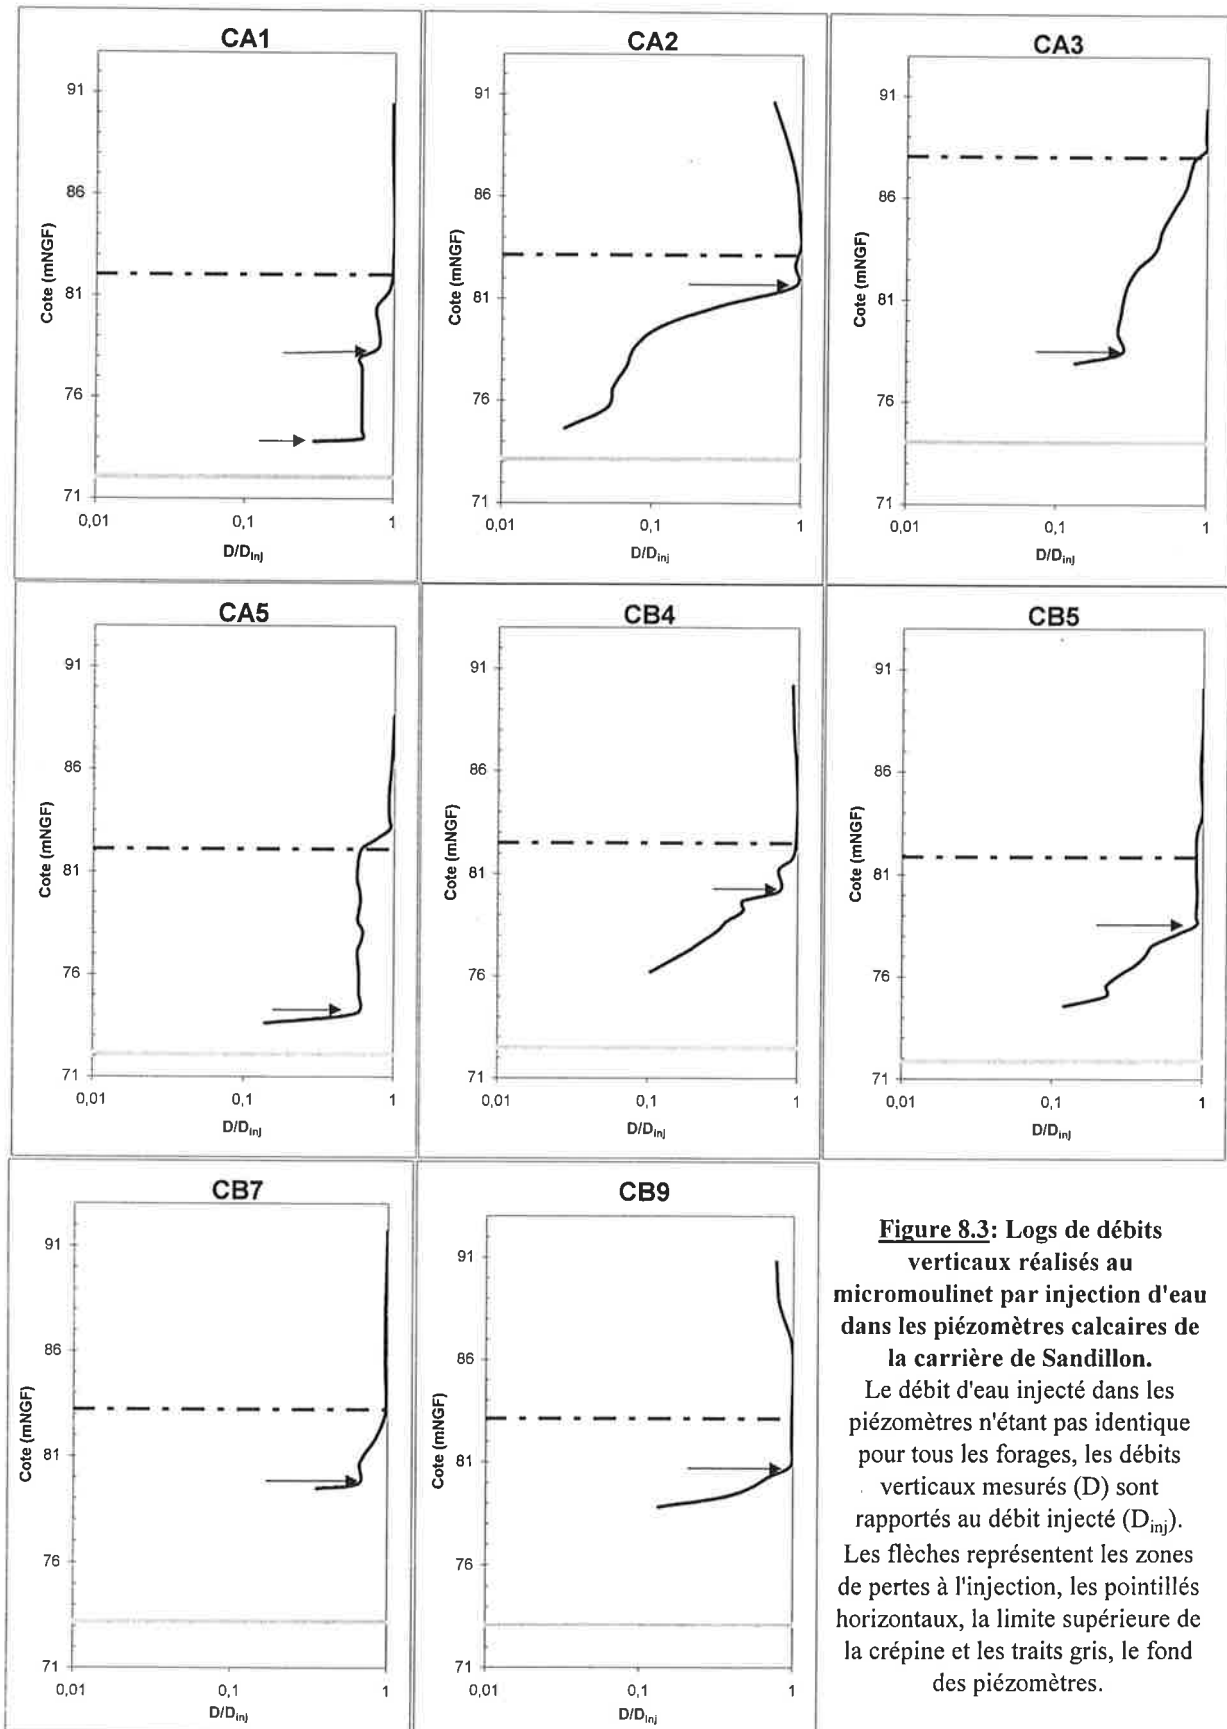 CA1
91
86
81
76
71
Cote (mNGF)
0,01
0,1
1
D/Dinj
CA2
91
86
81
76
71
Cote (mNGF)
0,01
0,1
1
D/Dinj
CA3
91
86
81
76
71
Cote (mNGF)
0,01
0,1
1
D/Dinj
CA5
91
86
81
76
71
Cote (mNGF)
0,01
0,1
1
D/Dinj
CB4
91
86
81
76
71
Cote (mNGF)
0,01
0,1
1
D/Dinj
CB5
91
86
81
76
71
Cote (mNGF)
0,01
0,1
1
D/Dinj
CB7
91
86
81
76
71
Cote (mNGF)
0,01
0,1
1
D/Dinj
CB9
91
86
81
76
71
Cote (mNGF)
0,01
0,1
1
D/Dinj
Figure 8.3: Logs de débits
verticaux réalisés au
micromoulinet par injection d'eau
dans les piézomètres calcaires de
la carrière de Sandillon.
Le débit d'eau injecté dans les
piézomètres n'étant pas identique
pour tous les forages, les débits
verticaux mesurés (D) sont
rapportés au débit injecté (Dinj).
Les flèches représentent les zones
de pertes à l'injection, les pointillés
horizontaux, la limite supérieure de
la crépine et les traits gris, le fond
des piézomètres.